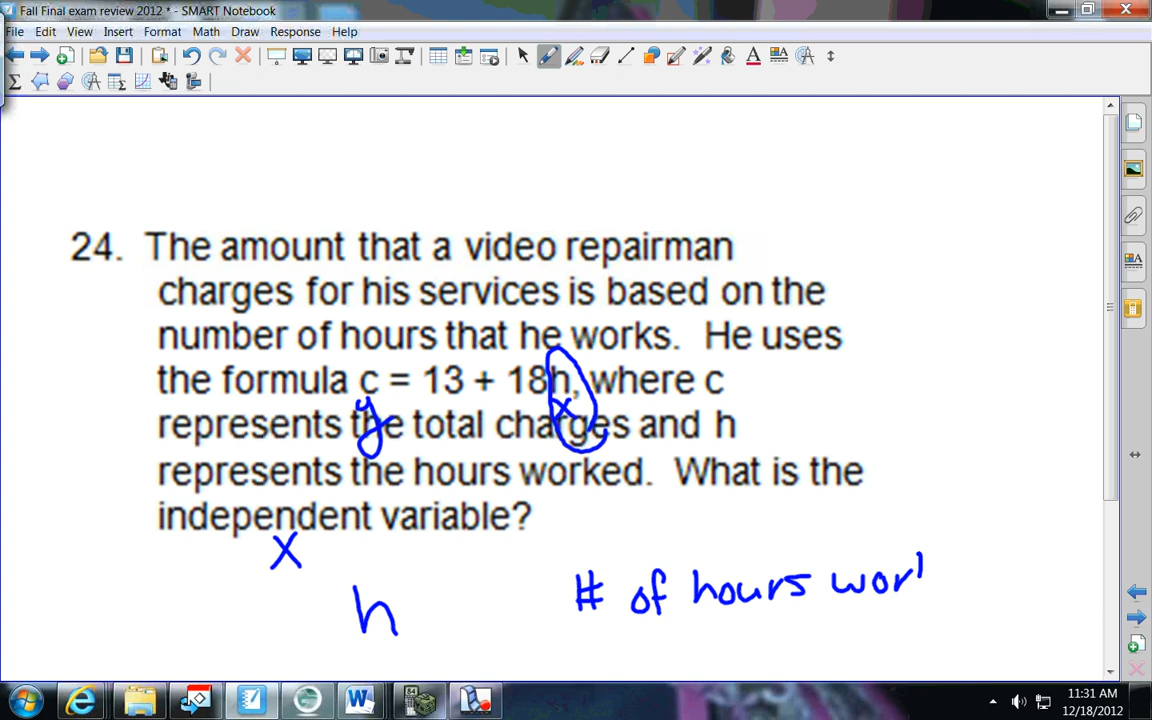 Fall Final exam review 2012 * - SMART Notebook
File Edit View Insert Format Math Draw Response Help
24. The amount that a video repairman
charges for his services is based on the
number of hours that he works. He uses
the formula c = 13 + 18h, where c
y x
represents the total charges and h
represents the hours worked. What is the
independent variable?
x
h # of hours wor
11:31 AM
12/18/2012